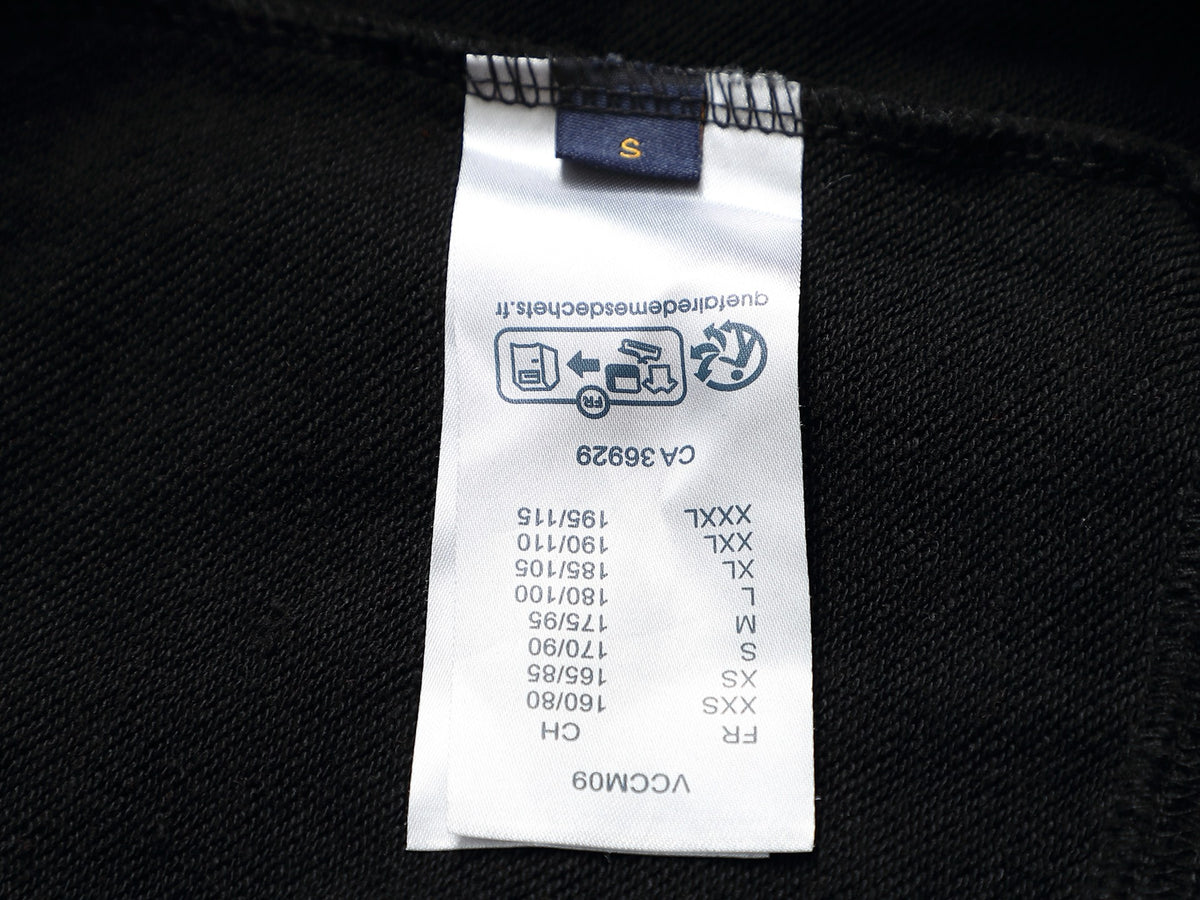 VCCM09
FR CH
XXS 160/80
XS 165/85
S 170/90
M 175/95
L 180/100
XL 185/105
XXL 190/110
XXXL 195/115
CA 36929
FR
quefairedemesdechets.fr
S